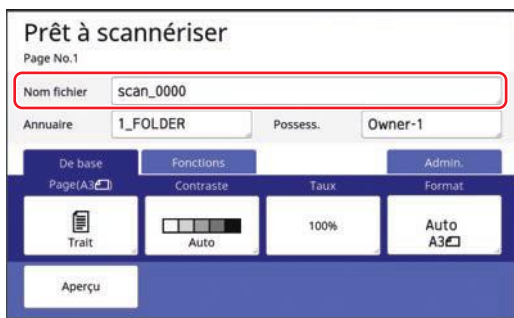 Prêt à scannériser
Page No.1
Nom fichier scan_0000
Annuaire 1_FOLDER Possess. Owner-1
De base Fonctions Admin.
Page(A3) Contraste Taux Format
Trait Auto 100% Auto A3
Aperçu